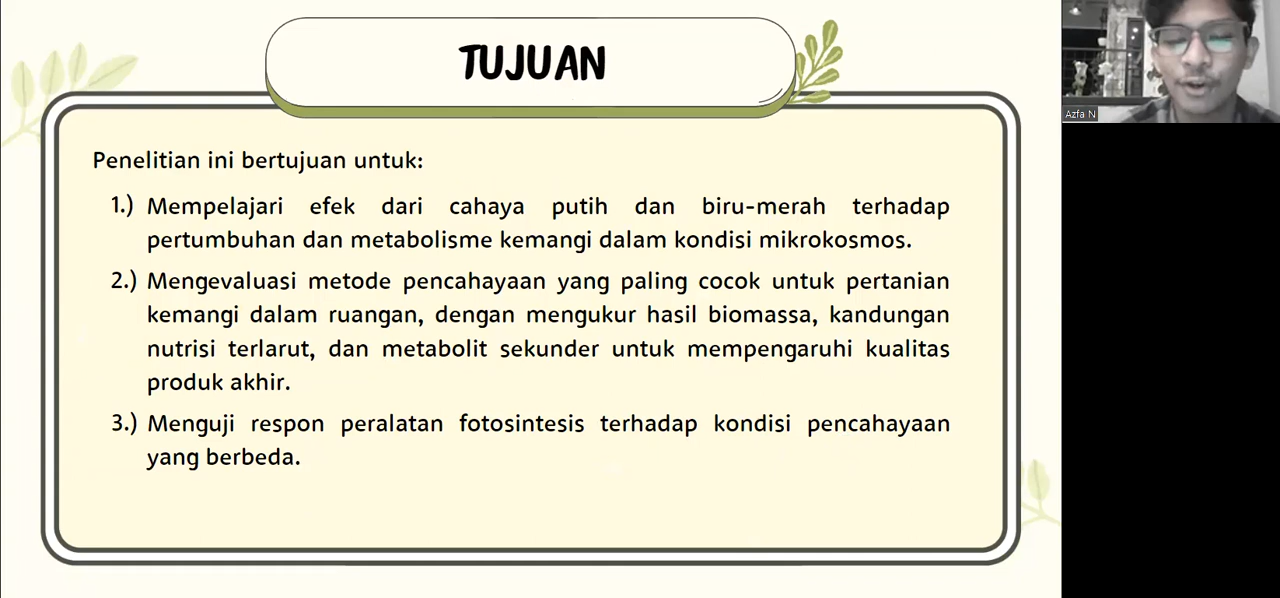 TUJUAN
Azfa N
Penelitian ini bertujuan untuk:
1.) Mempelajari efek dari cahaya putih dan biru-merah terhadap
pertumbuhan dan metabolisme kemangi dalam kondisi mikrokosmos.
2.) Mengevaluasi metode pencahayaan yang paling cocok untuk pertanian
kemangi dalam ruangan, dengan mengukur hasil biomassa, kandungan
nutrisi terlarut, dan metabolit sekunder untuk mempengaruhi kualitas
produk akhir.
3.) Menguji respon peralatan fotosintesis terhadap kondisi pencahayaan
yang berbeda.